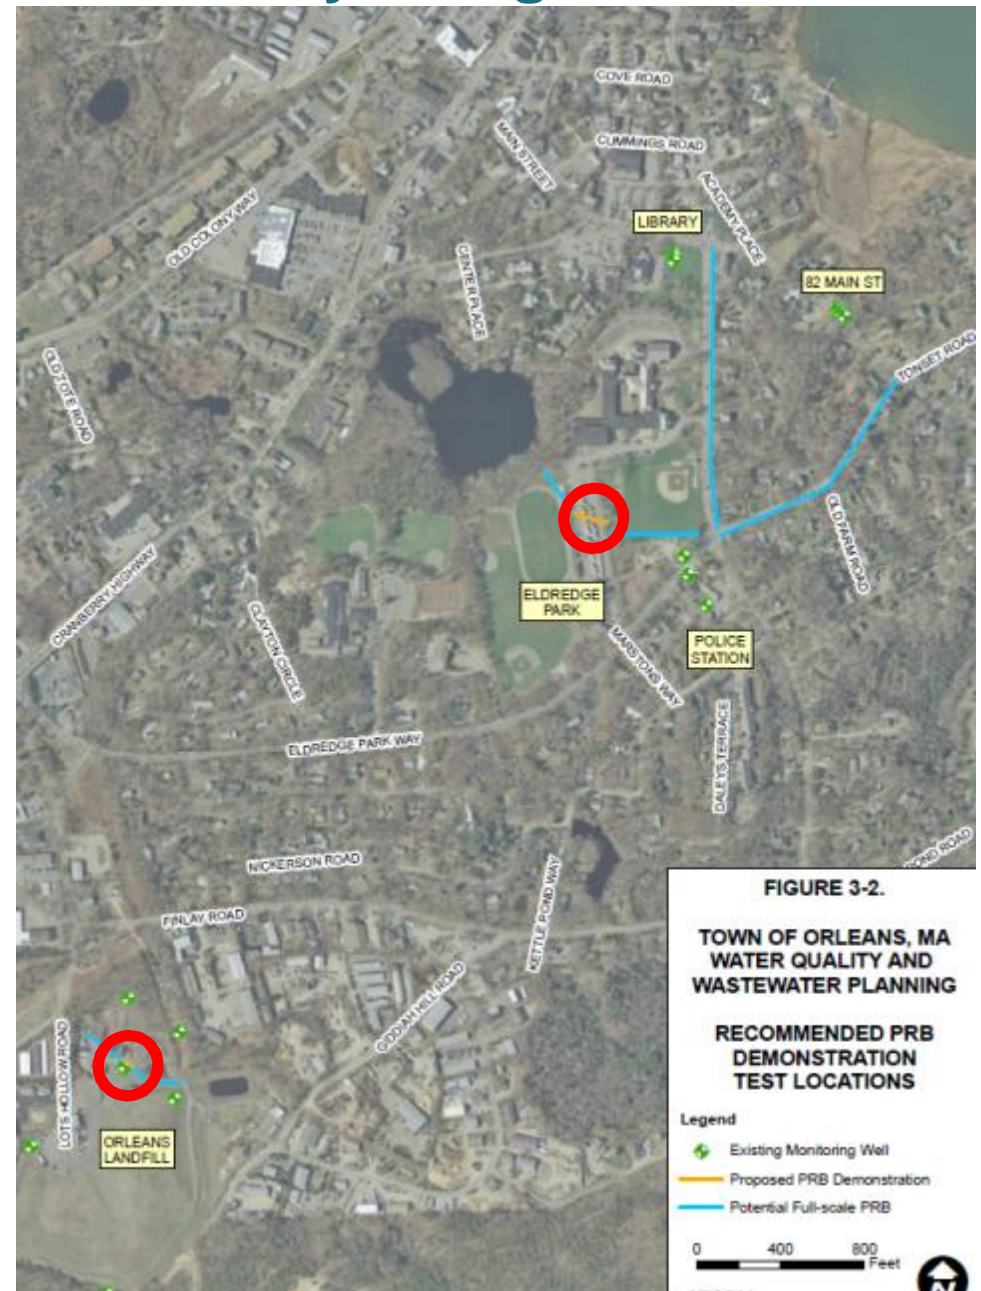 COVE ROAD
MAIN STREET
CUMMINGS ROAD
ACADEMY PLACE
OLD COLONY WAY
LIBRARY
CENTER PLACE
82 MAIN ST
TONSET ROAD
OLD TOTE ROAD
OLD FARM ROAD
CRANBERRY HIGHWAY
ELDREDGE
PARK
CLAYTON CIRCLE
MARSTONS WAY
POLICE
STATION
ELDREDGE PARK WAY
DALEYS TERRACE
POND ROAD
NICKERSON ROAD
KETTLE POND WAY
FINLAY ROAD
GIDDIAH HILL ROAD
LOTS HOLLOW ROAD
ORLEANS
LANDFILL
FIGURE 3-2.
TOWN OF ORLEANS, MA
WATER QUALITY AND
WASTEWATER PLANNING
RECOMMENDED PRB
DEMONSTRATION
TEST LOCATIONS
Legend
Existing Monitoring Well
Proposed PRB Demonstration
Potential Full-scale PRB
0 400 800
Feet
N